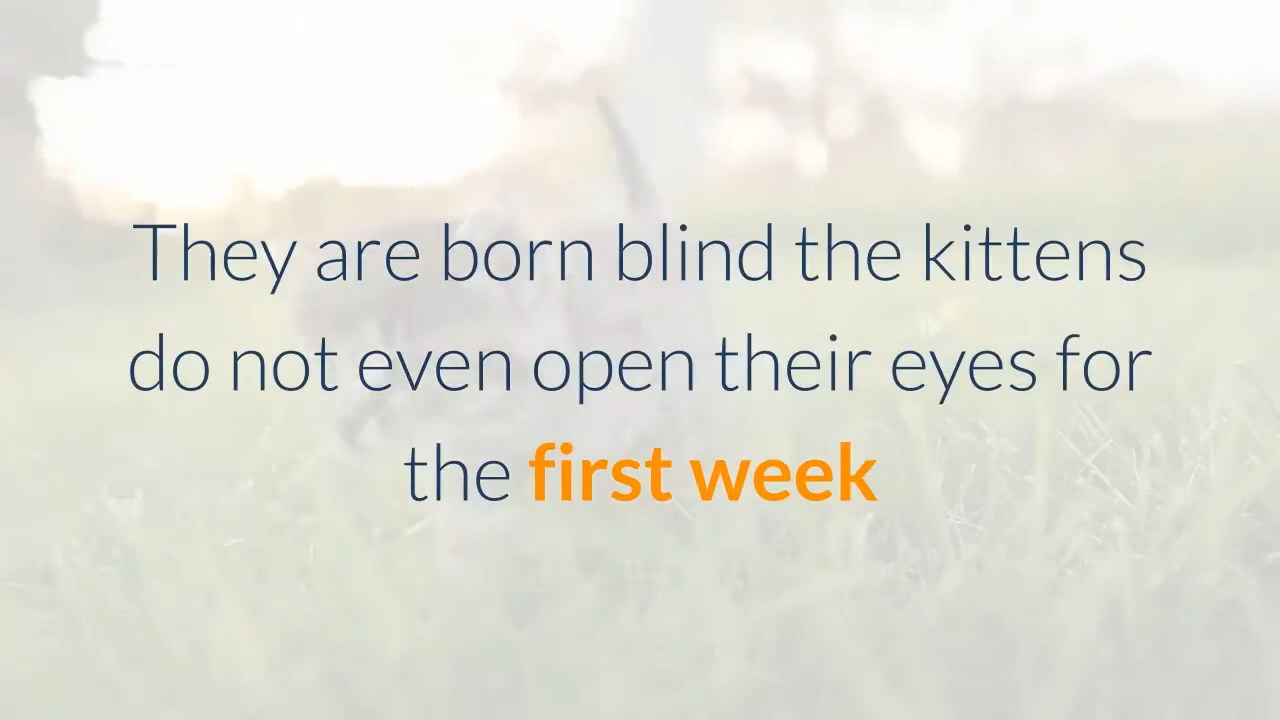 They are born blind the kittens
do not even open their eyes for
the first week